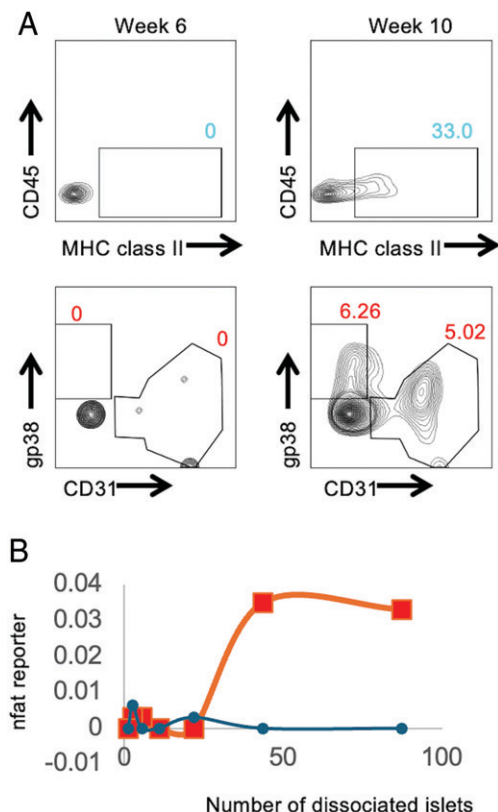 A
Week 6
Week 10
CD45
0
MHC class II
CD45
33.0
MHC class II
gp38
0
0
CD31
gp38
6.26
5.02
CD31
B
nfat reporter
0.04
0.03
0.01
0
-0.01
0
50
100
Number of dissociated islets